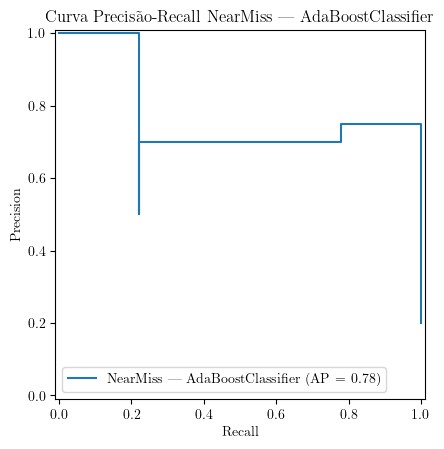 Curva Precisão-Recall NearMiss — AdaBoostClassifier
1.0
0.8
0.6
0.4
0.2
0.0
Precision
NearMiss — AdaBoostClassifier (AP = 0.78)
0.0 0.2 0.4 0.6 0.8 1.0
Recall